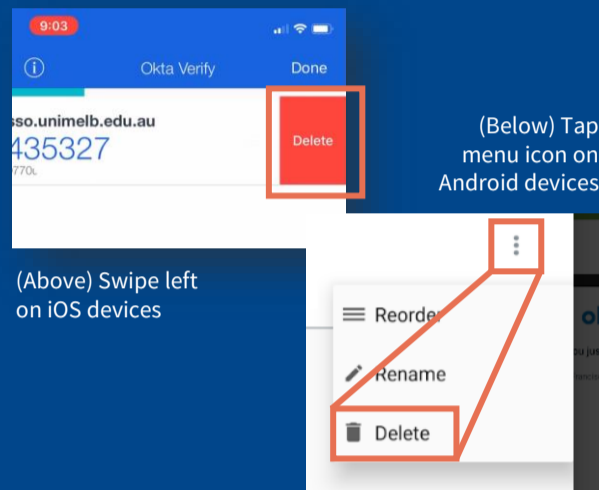 9:03
Okta Verify
Done
sso.unimelb.edu.au
435327
Delete
(Below) Tap
menu icon on
Android devices
(Above) Swipe left
on iOS devices
Reorder
Rename
Delete